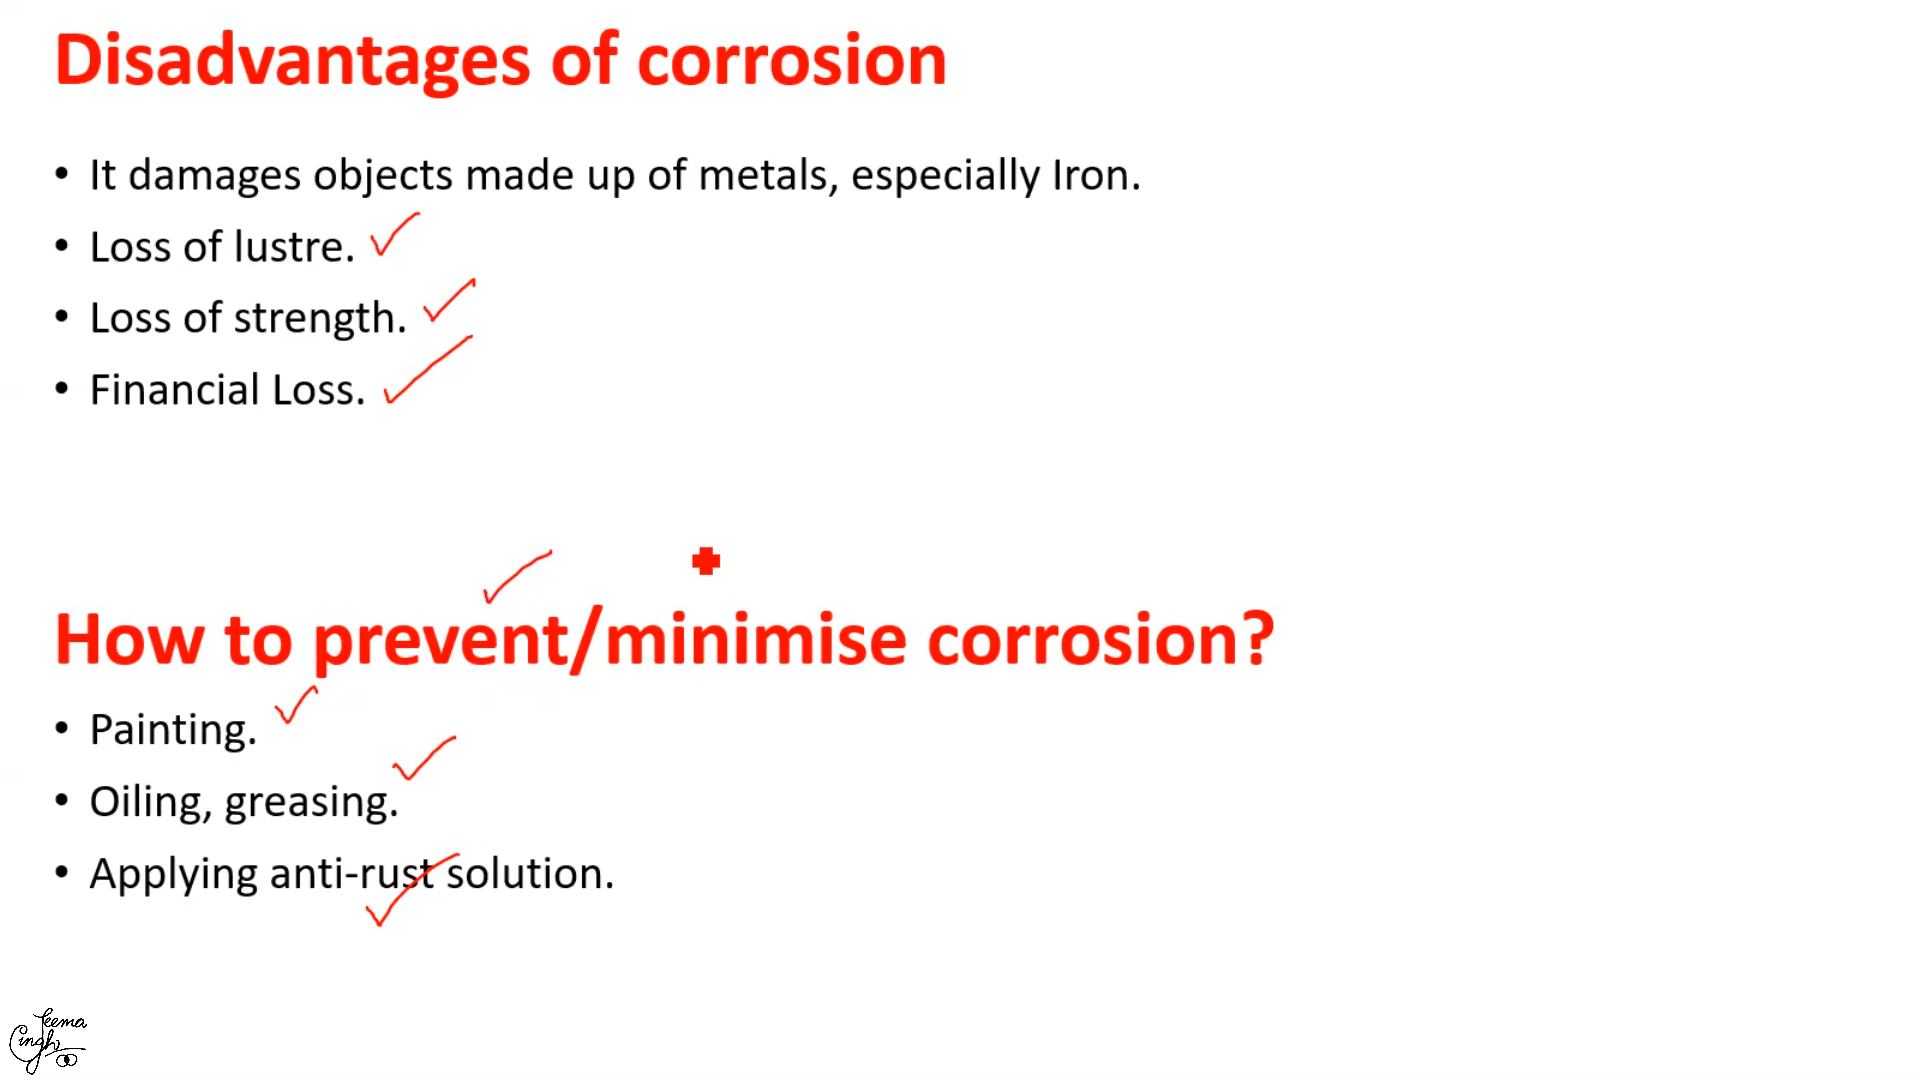 Disadvantages of corrosion
• It damages objects made up of metals, especially Iron.
• Loss of lustre.
• Loss of strength.
• Financial Loss.
How to prevent/minimise corrosion?
• Painting.
• Oiling, greasing.
• Applying anti-rust solution.